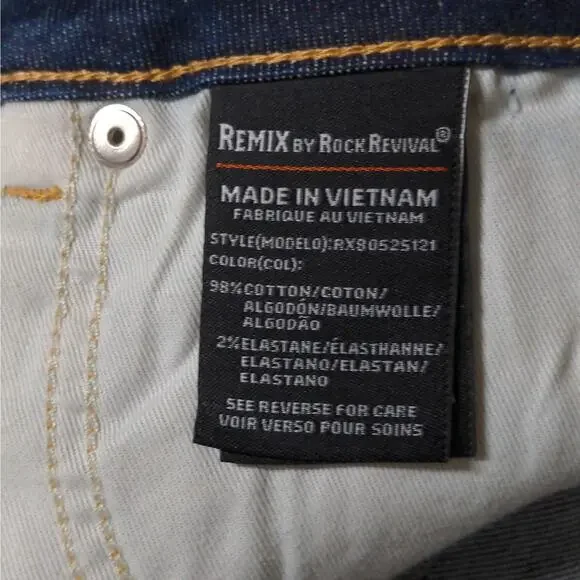 REMIX BY ROCK REVIVAL®
MADE IN VIETNAM
FABRIQUE AU VIETNAM
STYLE(MODELO):RX80525121
COLOR(COL):
98%COTTON/COTON/
ALGODÓN/BAUMWOLLE/
ALGODÃO
2%ELASTANE/ÉLASTHANNE/
ELASTANO/ELASTAN/
ELASTANO
SEE REVERSE FOR CARE
VOIR VERSO POUR SOINS